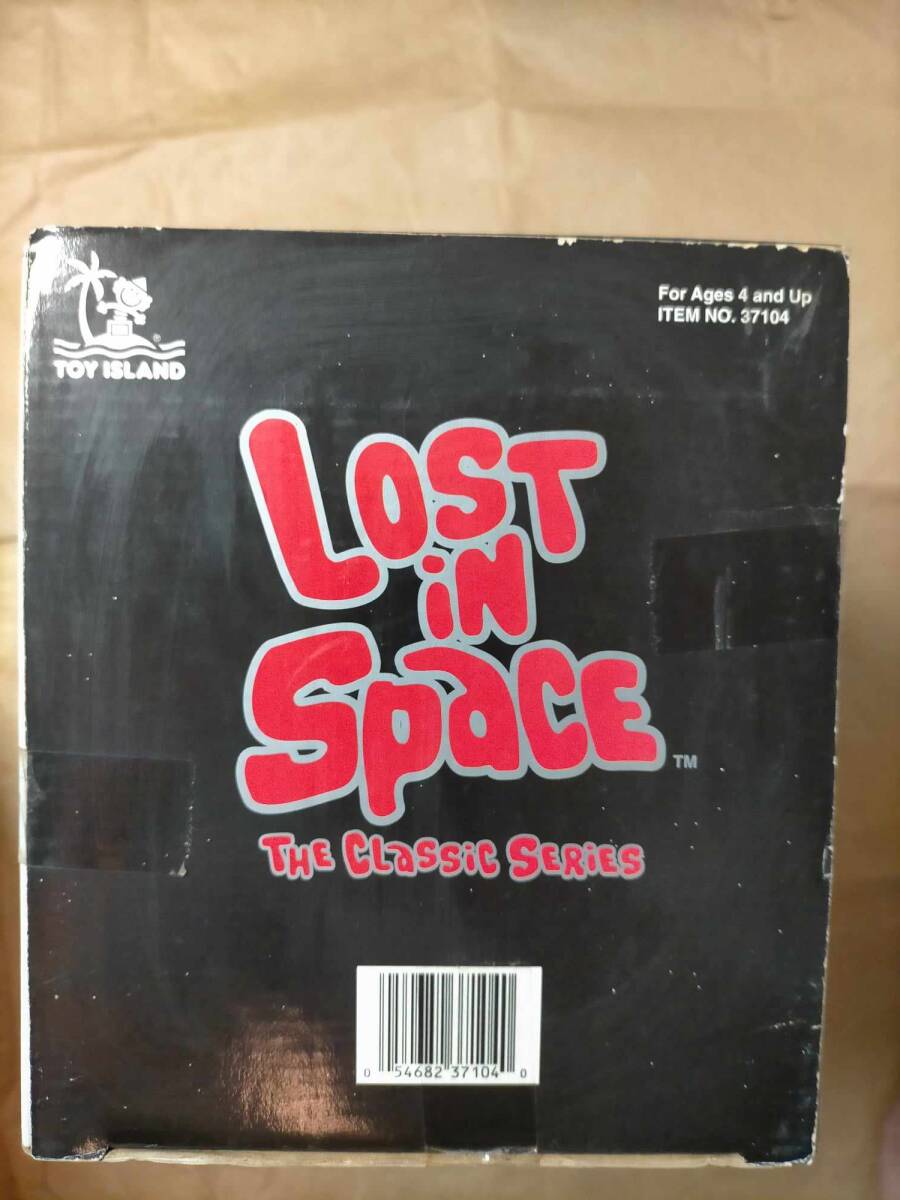 TOY ISLAND
®
For Ages 4 and Up
ITEM NO. 37104
LOST
iN
SpaCE
TM
THE CLassiC SERiES
0 54682 37104 0